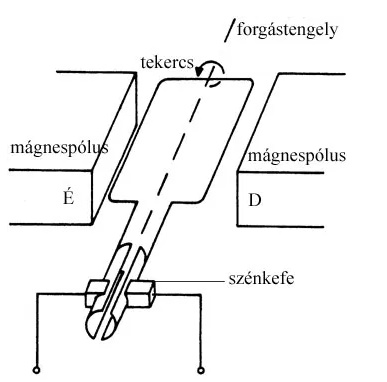 forgástengely
tekercs
mágnespólus
mágnespólus
É
D
szénkefe